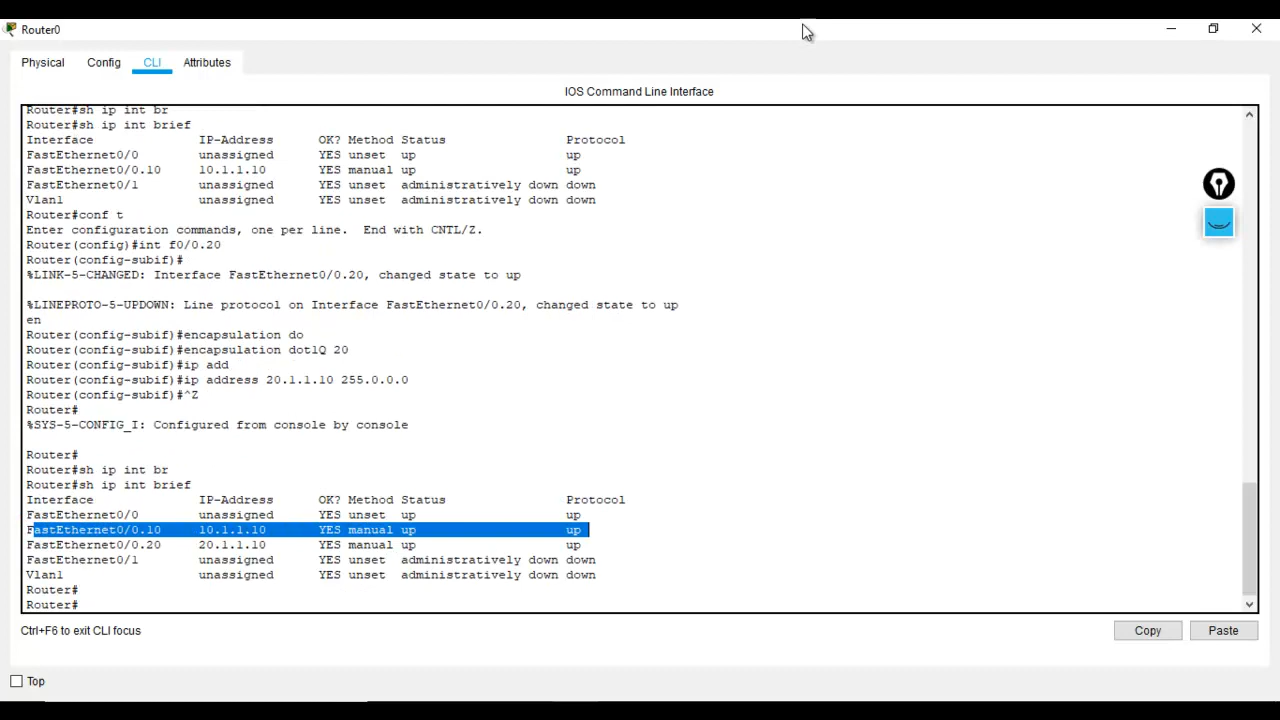 Router0
Physical Config CLI Attributes
IOS Command Line Interface
Router#sh ip int br
Router#sh ip int brief
Interface IP-Address OK? Method Status Protocol
FastEthernet0/0 unassigned YES unset up up
FastEthernet0/0.10 10.1.1.10 YES manual up up
FastEthernet0/1 unassigned YES unset administratively down down
Vlan1 unassigned YES unset administratively down down
Router#conf t
Enter configuration commands, one per line. End with CNTL/Z.
Router(config)#int f0/0.20
Router(config-subif)#
%LINK-5-CHANGED: Interface FastEthernet0/0.20, changed state to up
%LINEPROTO-5-UPDOWN: Line protocol on Interface FastEthernet0/0.20, changed state to up
en
Router(config-subif)#encapsulation do
Router(config-subif)#encapsulation dot1Q 20
Router(config-subif)#ip add
Router(config-subif)#ip address 20.1.1.10 255.0.0.0
Router(config-subif)#^Z
Router#
%SYS-5-CONFIG_I: Configured from console by console
Router#
Router#sh ip int br
Router#sh ip int brief
Interface IP-Address OK? Method Status Protocol
FastEthernet0/0 unassigned YES unset up up
FastEthernet0/0.10 10.1.1.10 YES manual up up
FastEthernet0/0.20 20.1.1.10 YES manual up up
FastEthernet0/1 unassigned YES unset administratively down down
Vlan1 unassigned YES unset administratively down down
Router#
Router#
Ctrl+F6 to exit CLI focus
Copy Paste
Top